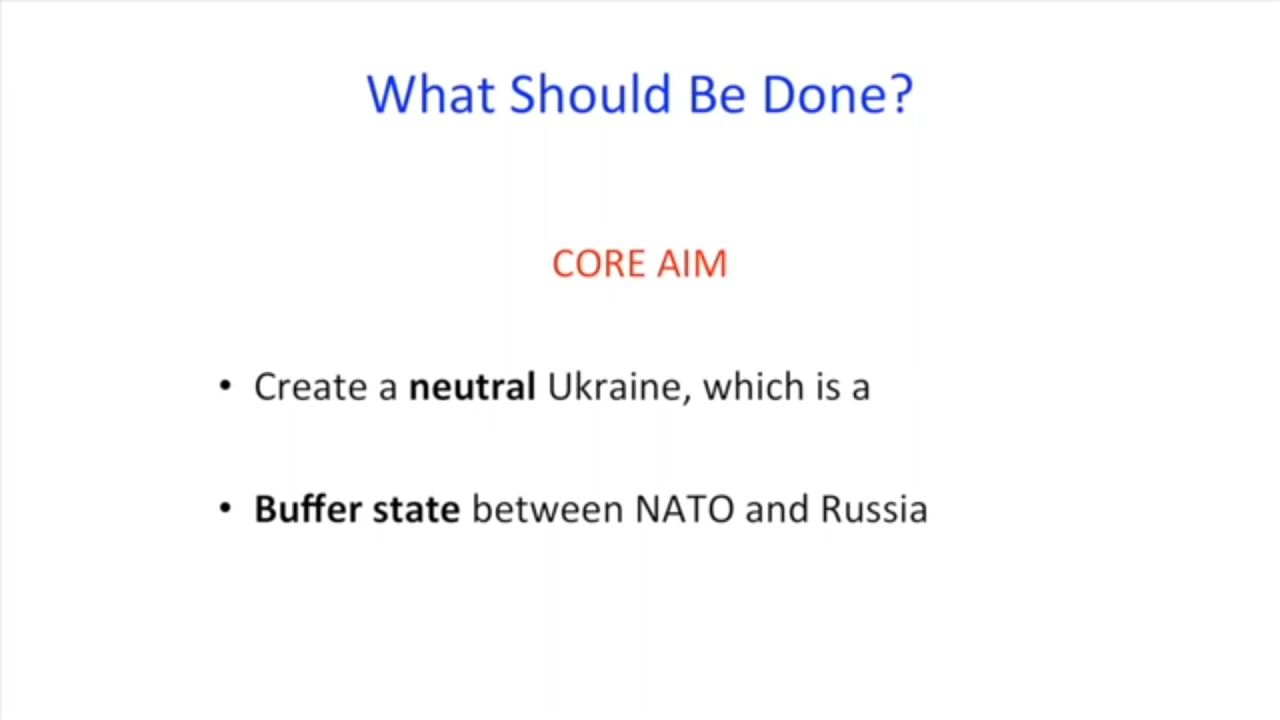 What Should Be Done?
CORE AIM
• Create a neutral Ukraine, which is a
• Buffer state between NATO and Russia